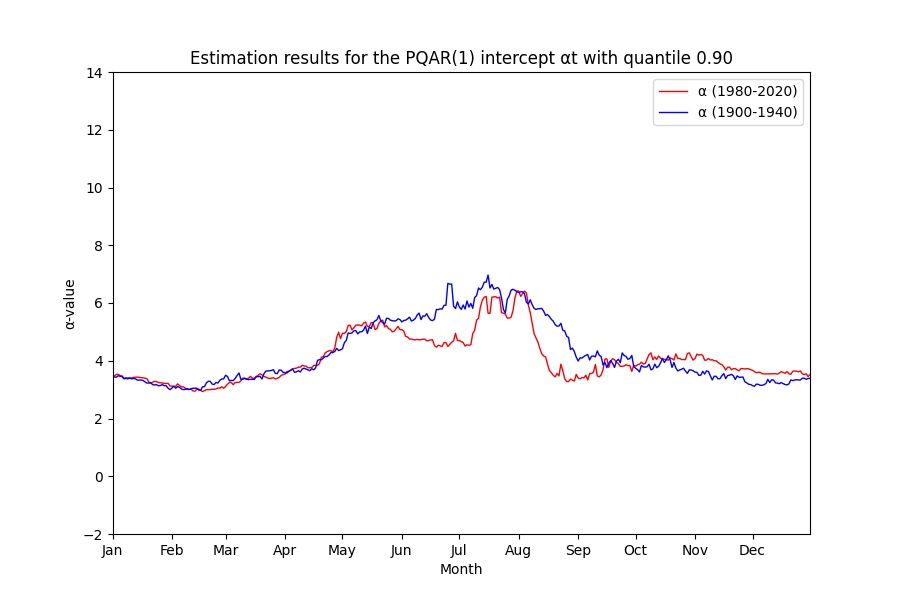 Estimation results for the PQAR(1) intercept αt with quantile 0.90
α (1980-2020)
α (1900-1940)
14
12
10
8
6
4
2
0
−2
α-value
Jan Feb Mar Apr May Jun Jul Aug Sep Oct Nov Dec
Month